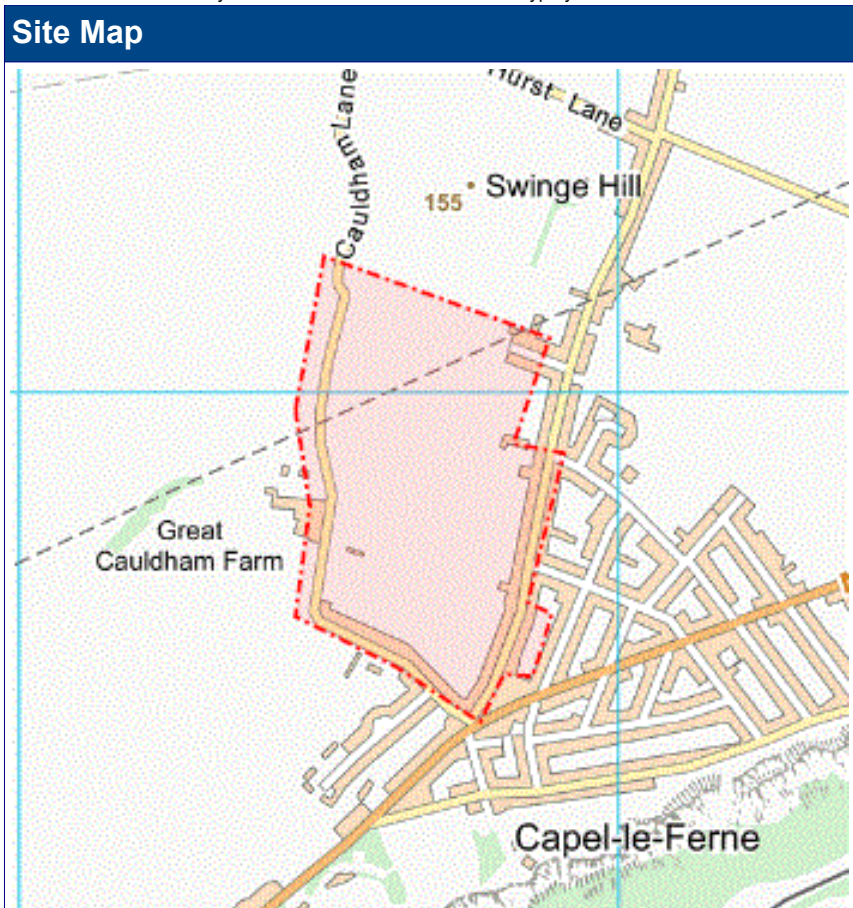 Site Map
Cauldham Lane
Hurst Lane
155
Swinge Hill
Great
Cauldham Farm
Capel-le-Ferne